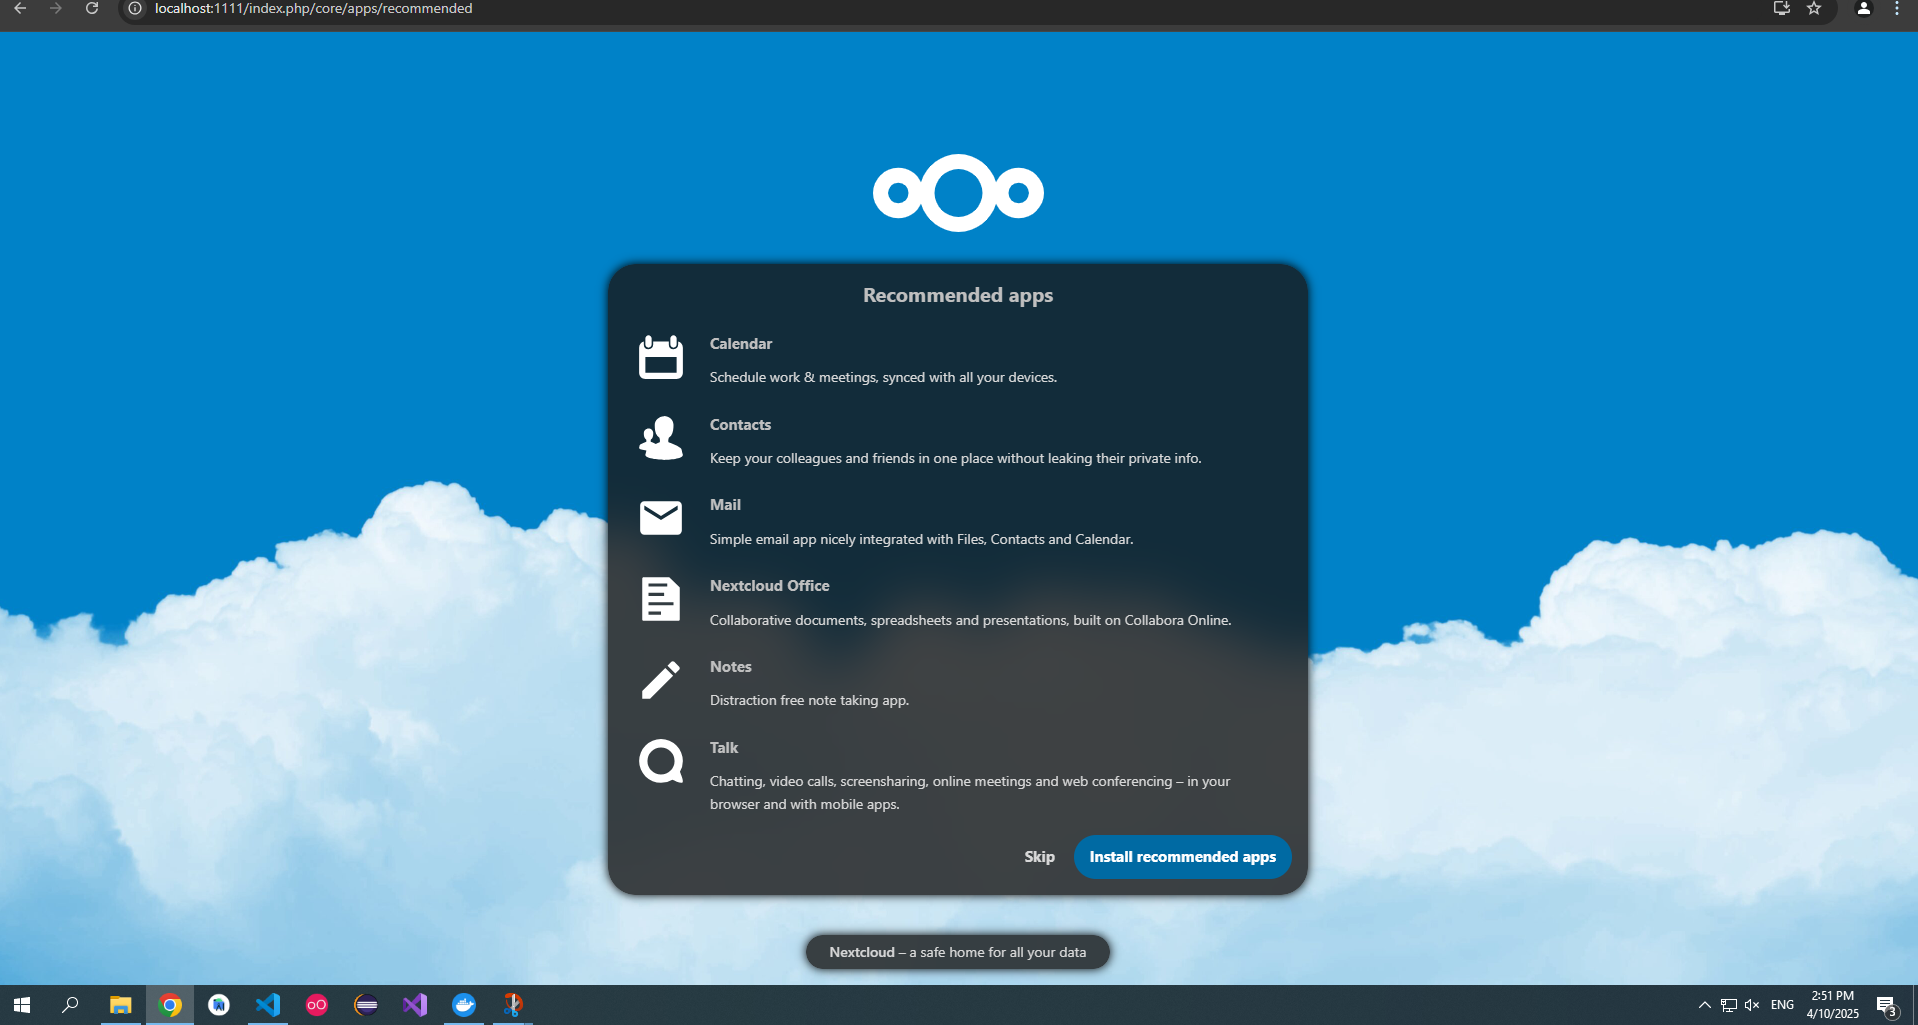 localhost:1111/index.php/core/apps/recommended
Recommended apps
Calendar
Schedule work & meetings, synced with all your devices.
Contacts
Keep your colleagues and friends in one place without leaking their private info.
Mail
Simple email app nicely integrated with Files, Contacts and Calendar.
Nextcloud Office
Collaborative documents, spreadsheets and presentations, built on Collabora Online.
Notes
Distraction free note taking app.
Talk
Chatting, video calls, screensharing, online meetings and web conferencing – in your
browser and with mobile apps.
Skip
Install recommended apps
Nextcloud – a safe home for all your data
ENG
2:51 PM
4/10/2025
3